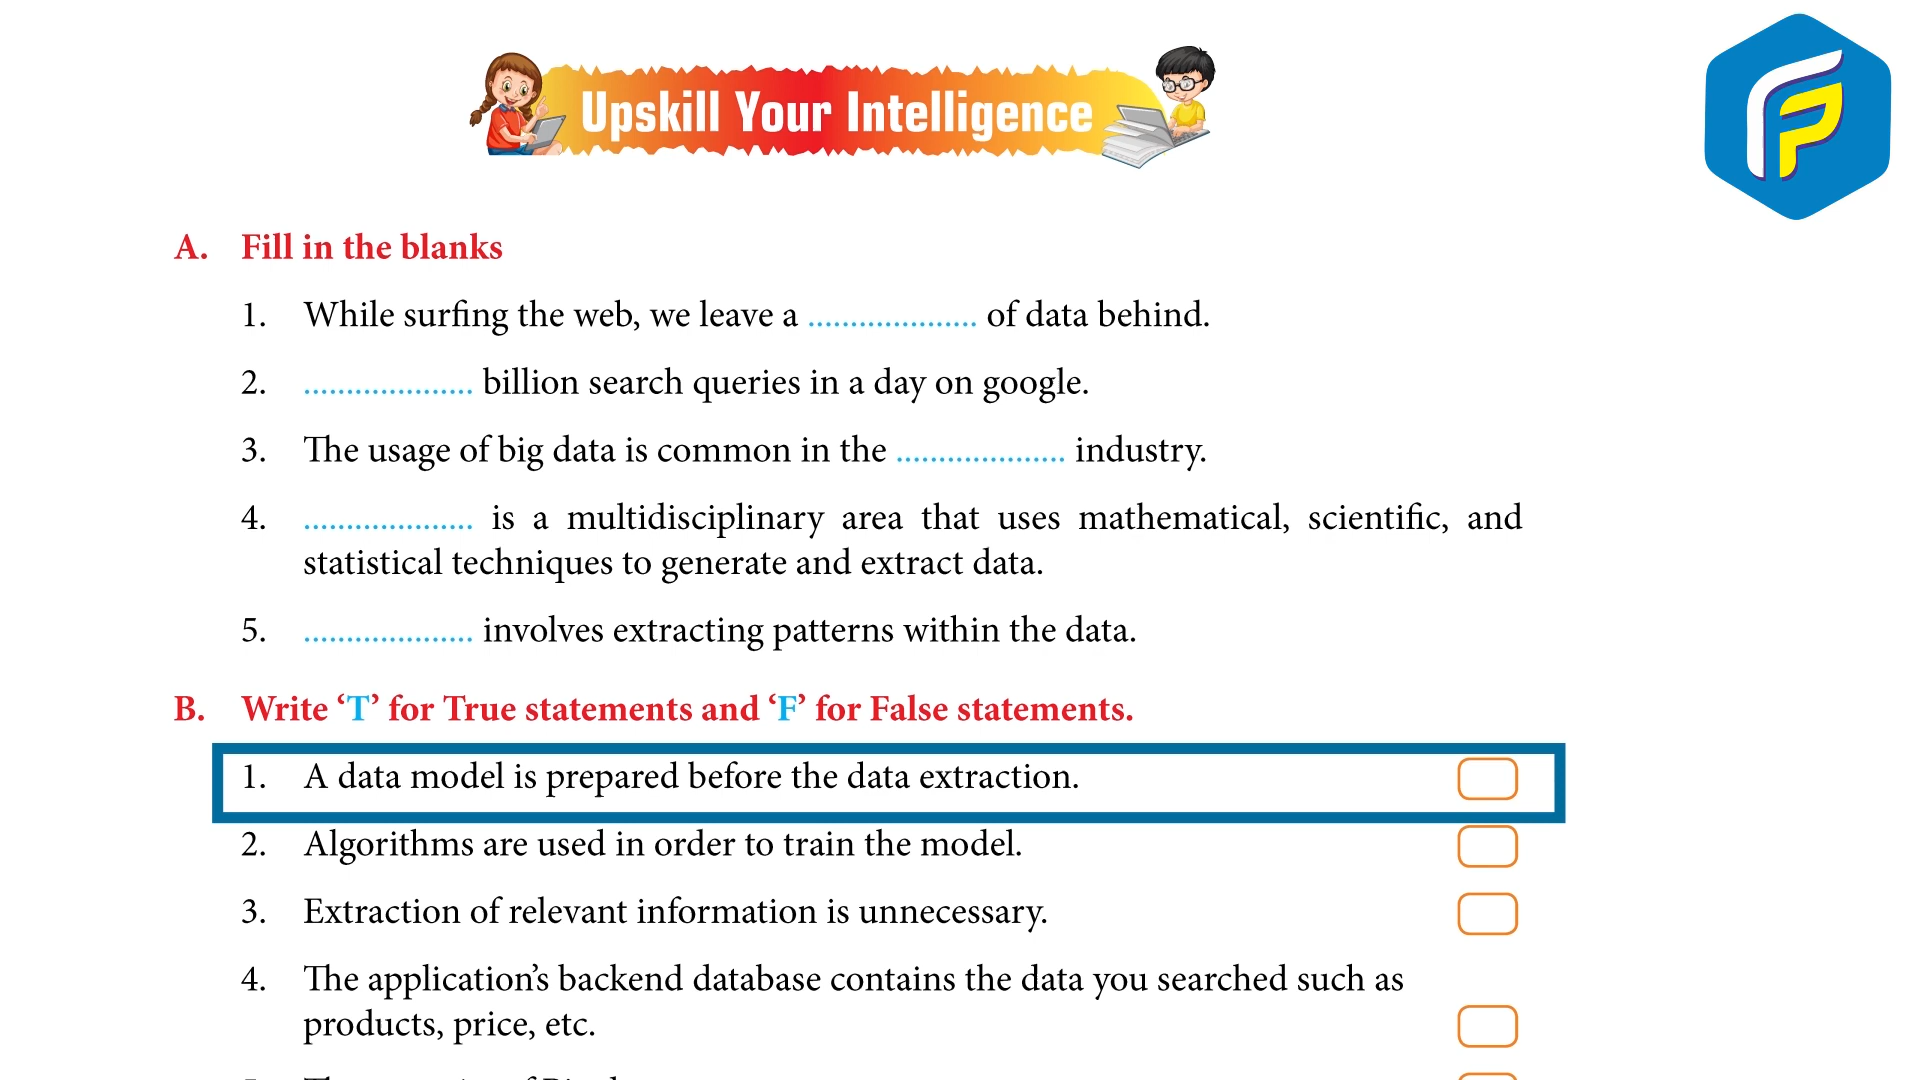 Upskill Your Intelligence
A. Fill in the blanks
1. While surfing the web, we leave a .................... of data behind.
2. .................... billion search queries in a day on google.
3. The usage of big data is common in the .................... industry.
4. .................... is a multidisciplinary area that uses mathematical, scientific, and
statistical techniques to generate and extract data.
5. .................... involves extracting patterns within the data.
B. Write ‘T’ for True statements and ‘F’ for False statements.
1. A data model is prepared before the data extraction.
2. Algorithms are used in order to train the model.
3. Extraction of relevant information is unnecessary.
4. The application’s backend database contains the data you searched such as
products, price, etc.